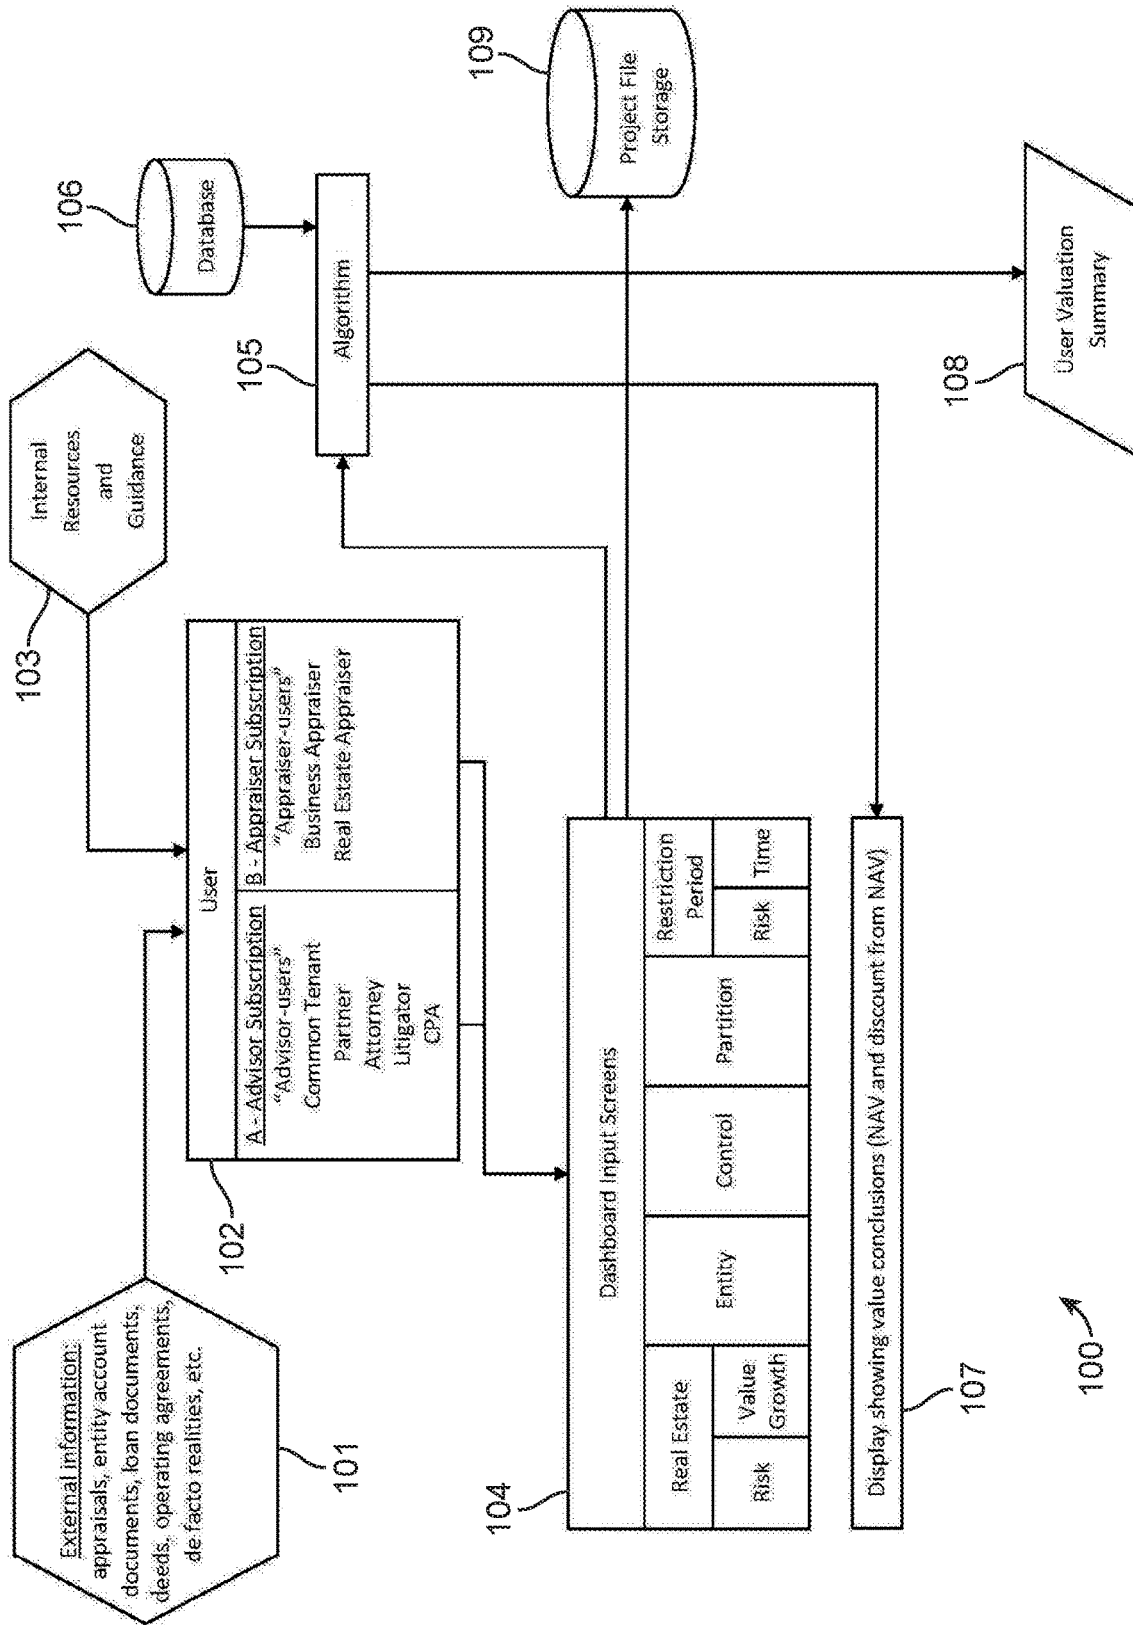 External information:
appraisals, entity account
documents, loan documents,
deeds, operating agreements,
de facto realities, etc.
101
103
Internal
Resources
and
Guidance
102
User
A - Advisor Subscription
"Advisor-users"
Common Tenant
Partner
Attorney
Litigator
CPA
B - Appraiser Subscription
"Appraiser-users"
Business Appraiser
Real Estate Appraiser
106
Database
105
Algorithm
109
Project File
Storage
104
Dashboard Input Screens
Real Estate
Risk
Value
Growth
Entity
Control
Partition
Restriction
Period
Risk
Time
Display showing value conclusions (NAV and discount from NAV)
107
108
User Valuation
Summary
100